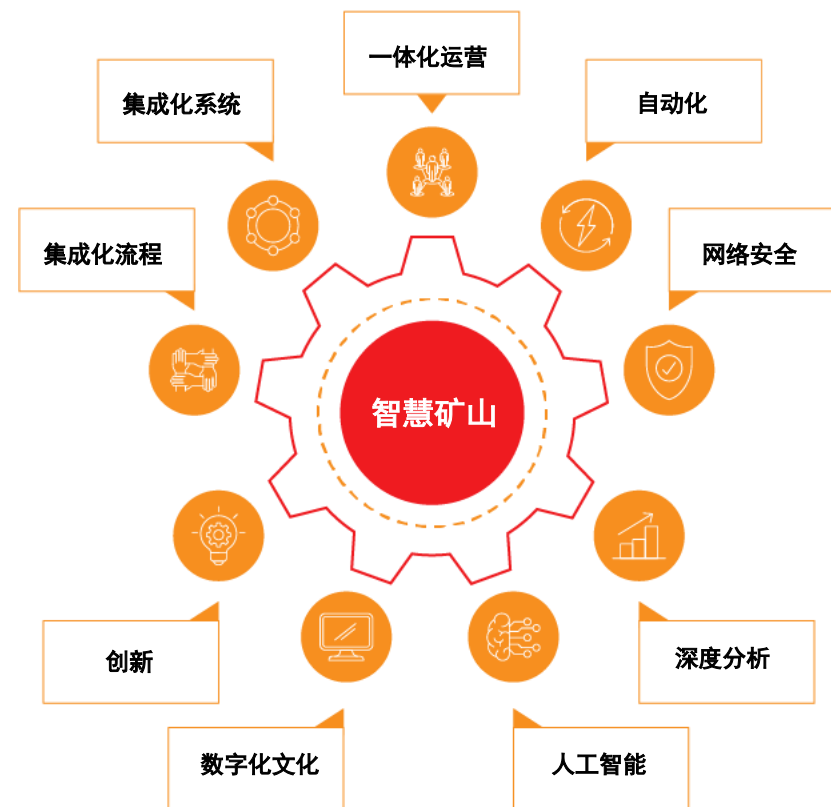 一体化运营
集成化系统
自动化
集成化流程
网络安全
智慧矿山
创新
深度分析
数字化文化
人工智能